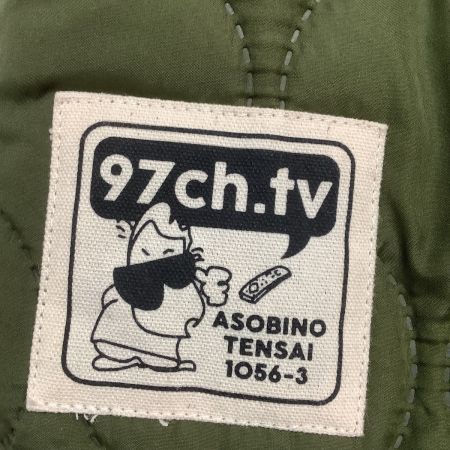 97ch.tv
ASOBINO
TENSAI
1056-3